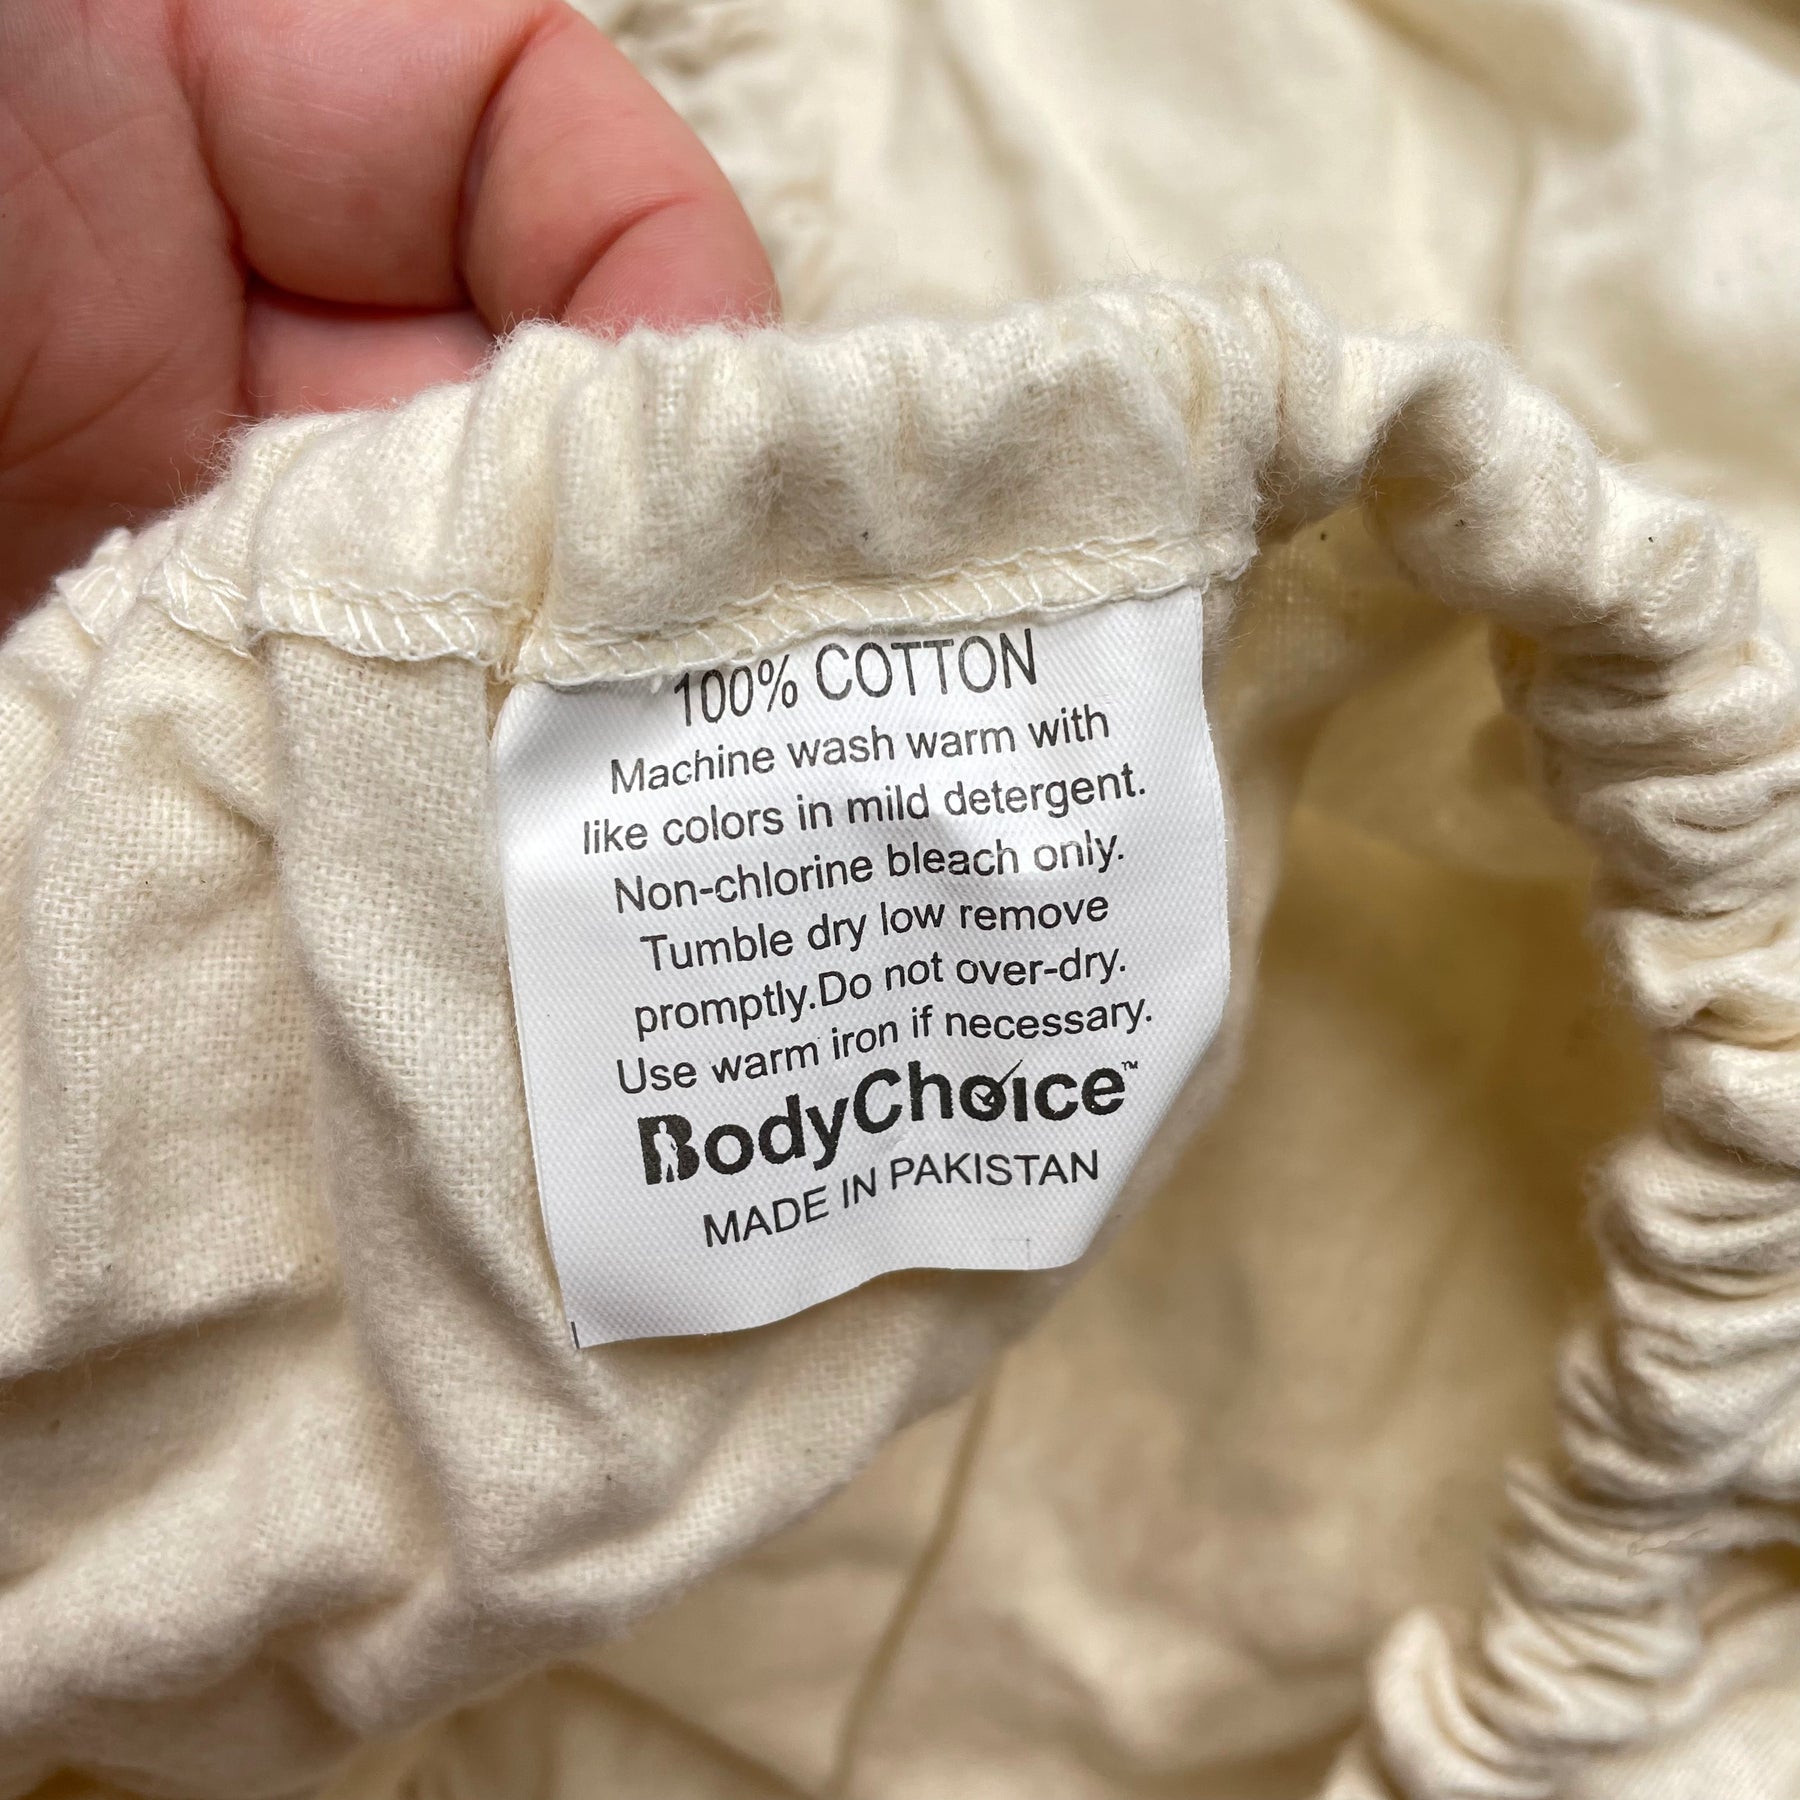 100% COTTON
Machine wash warm with
like colors in mild detergent.
Non-chlorine bleach only.
Tumble dry low remove
promptly.Do not over-dry.
Use warm iron if necessary.
BodyChoice™
MADE IN PAKISTAN